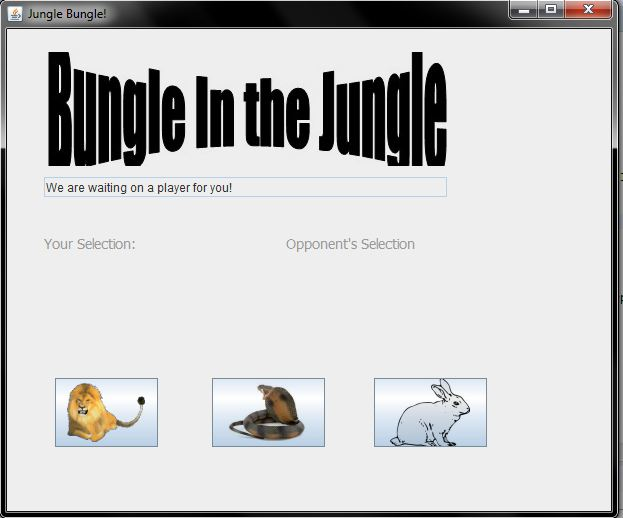 Jungle Bungle!
Bungle In the Jungle
We are waiting on a player for you!
Your Selection:
Opponent's Selection